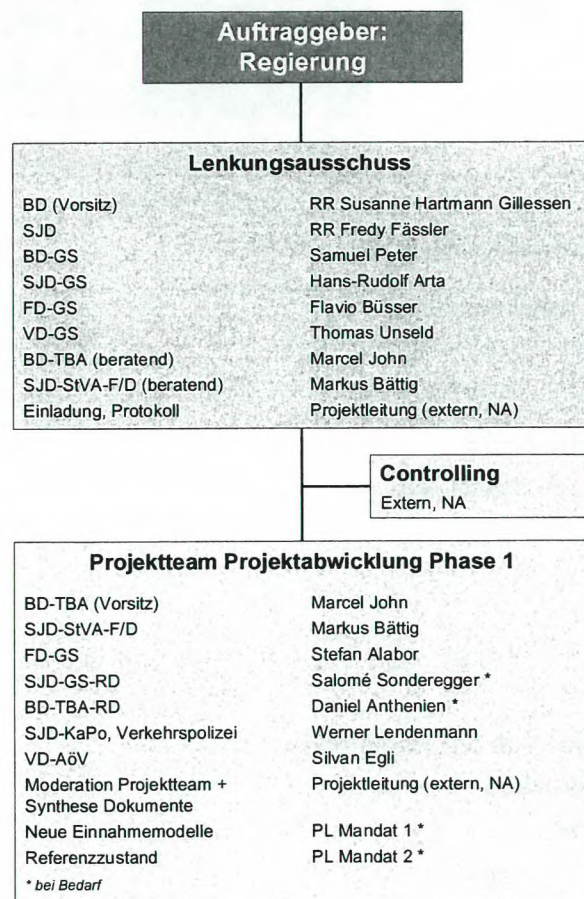 Auftraggeber:
Regierung
Lenkungsausschuss
BD (Vorsitz) RR Susanne Hartmann Gillessen
SJD RR Fredy Fässler
BD-GS Samuel Peter
SJD-GS Hans-Rudolf Arta
FD-GS Flavio Büsser
VD-GS Thomas Unseld
BD-TBA (beratend) Marcel John
SJD-StVA-F/D (beratend) Markus Bättig
Einladung, Protokoll Projektleitung (extern, NA)
Controlling
Extern, NA
Projektteam Projektabwicklung Phase 1
BD-TBA (Vorsitz) Marcel John
SJD-StVA-F/D Markus Bättig
FD-GS Stefan Alabor
SJD-GS-RD Salomé Sonderegger *
BD-TBA-RD Daniel Anthenien *
SJD-KaPo, Verkehrspolizei Werner Lendenmann
VD-AöV Silvan Egli
Moderation Projektteam + Projektleitung (extern, NA)
Synthese Dokumente
Neue Einnahmemodelle PL Mandat 1 *
Referenzzustand PL Mandat 2 *
* bei Bedarf